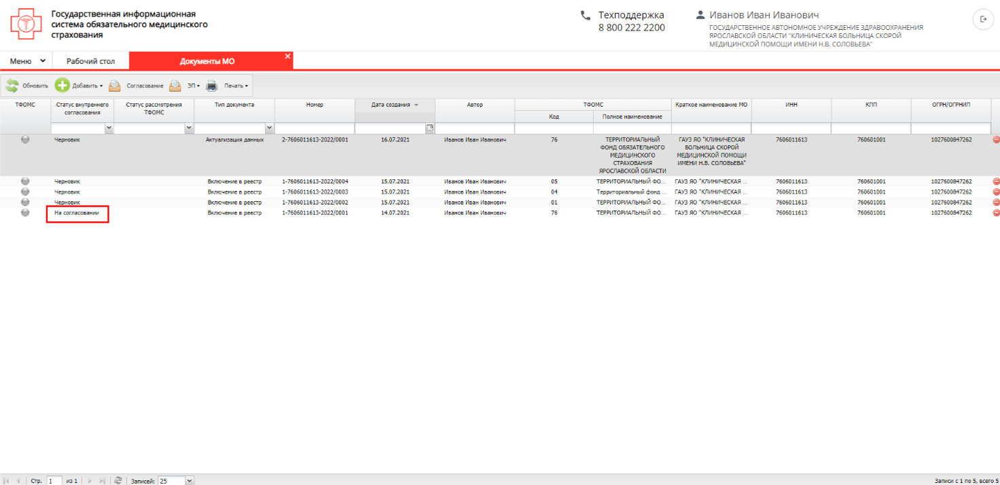 Государственная информационная
система обязательного медицинского
страхования
Техподдержка
8 800 222 2200
Иванов Иван Иванович
ГОСУДАРСТВЕННОЕ АВТОНОМНОЕ УЧРЕЖДЕНИЕ ЗДРАВООХРАНЕНИЯ
ЯРОСЛАВСКОЙ ОБЛАСТИ "КЛИНИЧЕСКАЯ БОЛЬНИЦА СКОРОЙ
МЕДИЦИНСКОЙ ПОМОЩИ ИМЕНИ Н.В. СОЛОВЬЕВА"
Меню Рабочий стол Документы МО
Обновить Добавить Согласование ЭП Печать
ТФОМС Статус внутреннего согласования Статус рассмотрения ТФОМС Тип документа Номер Дата создания Автор ТФОМС Краткое наименование МО ИНН КПП ОГРН/ОГРНИП
Код Полное наименование
Черновик Актуализация данных 2-7606011613-2022/0001 16.07.2021 Иванов Иван Иванович 76 ТЕРРИТОРИАЛЬНЫЙ ФОНД ОБЯЗАТЕЛЬНОГО МЕДИЦИНСКОГО СТРАХОВАНИЯ ЯРОСЛАВСКОЙ ОБЛАСТИ ГАУЗ ЯО "КЛИНИЧЕСКАЯ БОЛЬНИЦА СКОРОЙ МЕДИЦИНСКОЙ ПОМОЩИ ИМЕНИ Н.В. СОЛОВЬЕВА" 7606011613 760601001 1027600847262
Черновик Включение в реестр 1-7606011613-2022/0004 15.07.2021 Иванов Иван Иванович 05 ТЕРРИТОРИАЛЬНЫЙ ФО... ГАУЗ ЯО "КЛИНИЧЕСКАЯ ... 7606011613 760601001 1027600847262
Черновик Включение в реестр 1-7606011613-2022/0003 15.07.2021 Иванов Иван Иванович 04 Территориальный фонд ... ГАУЗ ЯО "КЛИНИЧЕСКАЯ ... 7606011613 760601001 1027600847262
Черновик Включение в реестр 1-7606011613-2022/0002 15.07.2021 Иванов Иван Иванович 01 ТЕРРИТОРИАЛЬНЫЙ ФО... ГАУЗ ЯО "КЛИНИЧЕСКАЯ ... 7606011613 760601001 1027600847262
На согласовании Включение в реестр 1-7606011613-2022/0001 14.07.2021 Иванов Иван Иванович 76 ТЕРРИТОРИАЛЬНЫЙ ФО... ГАУЗ ЯО "КЛИНИЧЕСКАЯ ... 7606011613 760601001 1027600847262
Стр. 1 из 1 Записей: 25 Записи с 1 по 5, всего 5